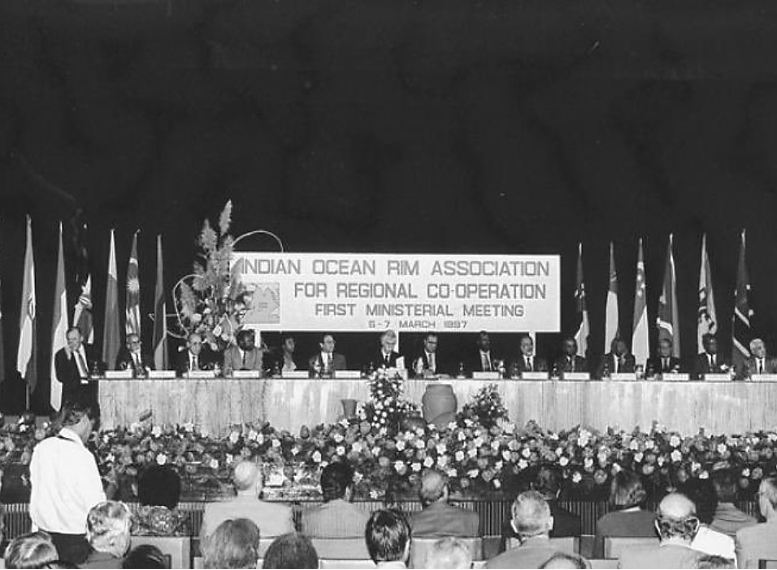 INDIAN OCEAN RIM ASSOCIATION
FOR REGIONAL CO-OPERATION
FIRST MINISTERIAL MEETING
5-7 MARCH 1997